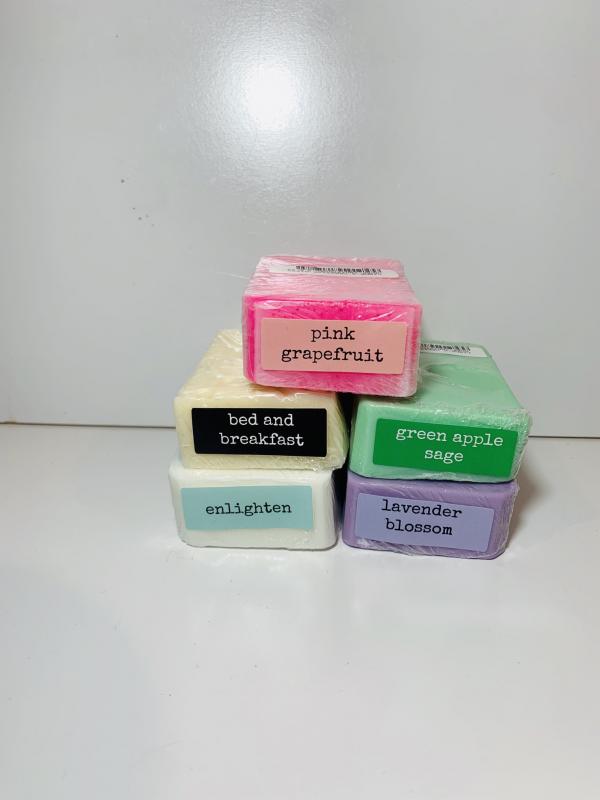 pink
grapefruit
bed and
breakfast
green apple
sage
enlighten
lavender
blossom